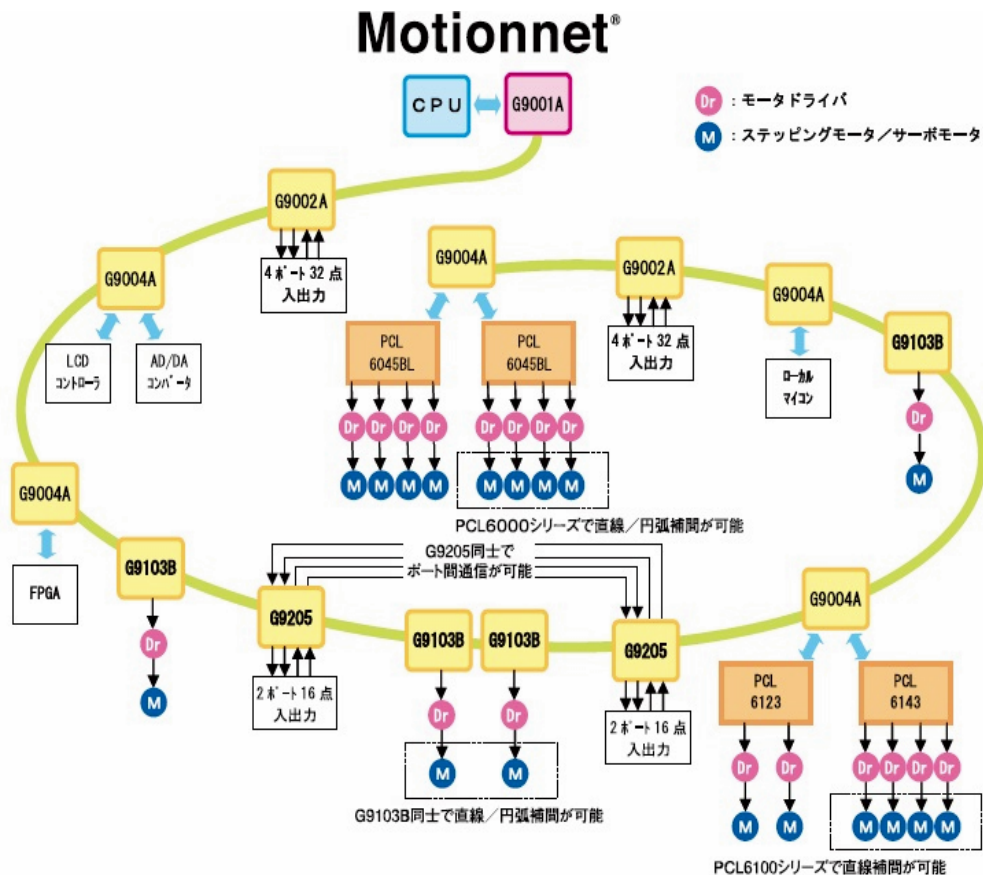 Motionnet®
CPU
G9001A
Dr
：モータドライバ
M
：ステッピングモータ／サーボモータ
G9002A
4ポート32点
入出力
G9004A
LCD
コントローラ
AD/DA
コンバータ
G9004A
FPGA
G9103B
Dr
M
G9205
2ポート16点
入出力
G9205同士で
ポート間通信が可能
G9103B
G9103B
Dr
Dr
M
M
G9103B同士で直線／円弧補間が可能
G9205
2ポート16点
入出力
G9004A
PCL
6123
PCL
6143
Dr
Dr
Dr
Dr
Dr
Dr
M
M
M
M
M
M
PCL6100シリーズで直線補間が可能
G9103B
Dr
M
G9004A
ローカル
マイコン
G9002A
4ポート32点
入出力
G9004A
PCL
6045BL
PCL
6045BL
Dr
Dr
Dr
Dr
Dr
Dr
Dr
Dr
M
M
M
M
M
M
M
M
PCL6000シリーズで直線／円弧補間が可能